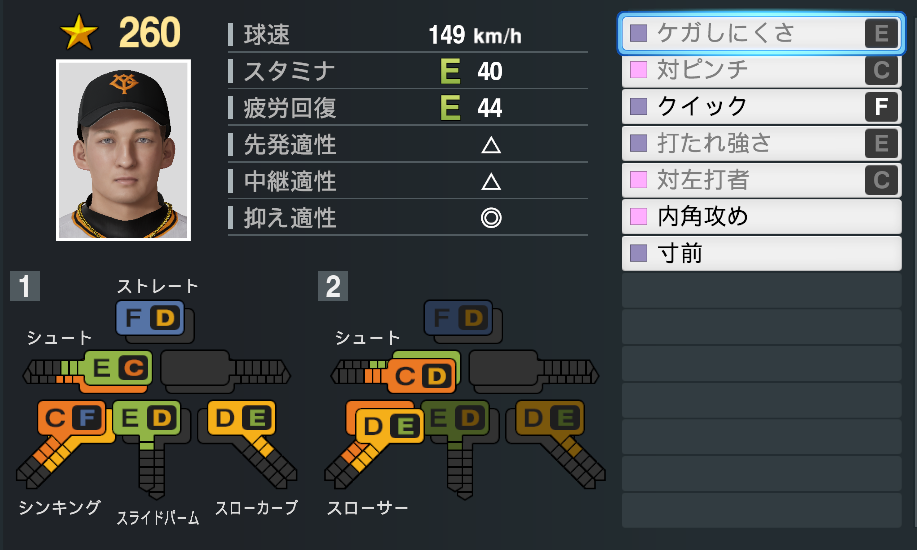 260
YG
球速 149 km/h
スタミナ E 40
疲労回復 E 44
先発適性 △
中継適性 △
抑え適性 ◎
ケガしにくさ E
対ピンチ C
クイック F
打たれ強さ E
対左打者 C
内角攻め
寸前
1
ストレート
F D
シュート
E C
C F E D D E
シンキング スライドパーム スローカーブ
2
F D
シュート
C D
D E E D D E
スローサー